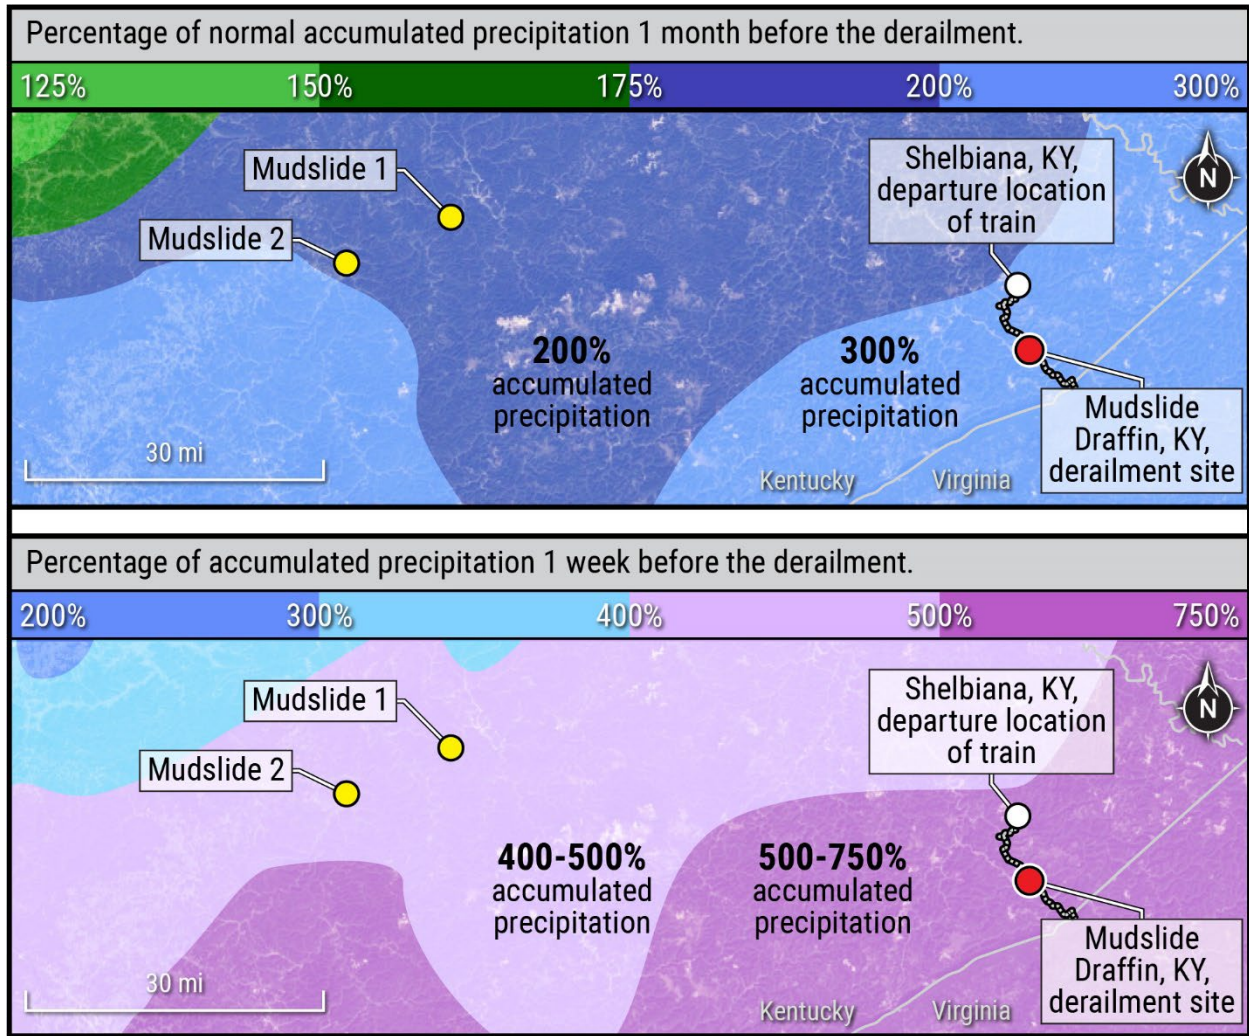 Percentage of normal accumulated precipitation 1 month before the derailment.
125% 150% 175% 200% 300%
Mudslide 1
Mudslide 2
Shelbiana, KY,
departure location
of train
N
200%
accumulated
precipitation
300%
accumulated
precipitation
Mudslide
Draffin, KY,
derailment site
30 mi
Kentucky
Virginia
Percentage of accumulated precipitation 1 week before the derailment.
200% 300% 400% 500% 750%
Mudslide 1
Mudslide 2
Shelbiana, KY,
departure location
of train
N
400-500%
accumulated
precipitation
500-750%
accumulated
precipitation
Mudslide
Draffin, KY,
derailment site
30 mi
Kentucky
Virginia